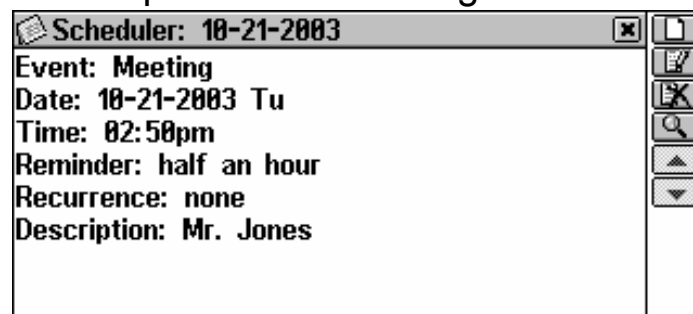 Scheduler: 10-21-2003
Event: Meeting
Date: 10-21-2003 Tu
Time: 02:50pm
Reminder: half an hour
Recurrence: none
Description: Mr. Jones